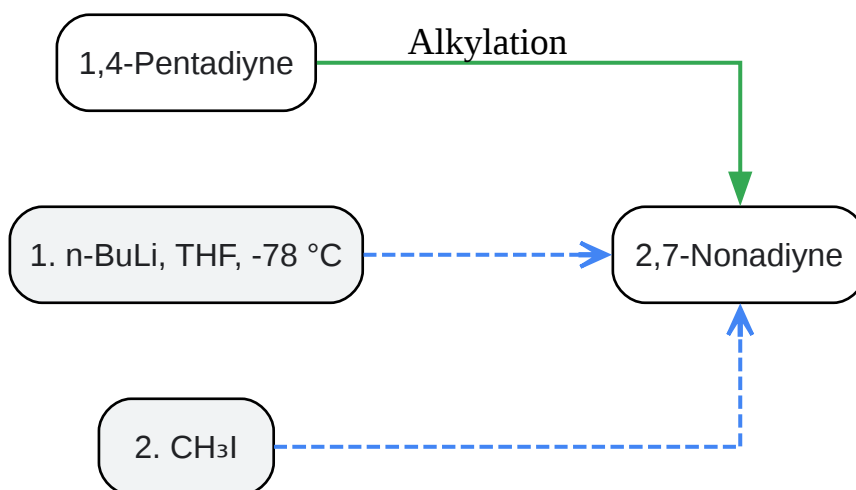 Alkylation
1,4-Pentadiyne
1. n-BuLi, THF, -78 °C
2,7-Nonadiyne
2. CH₃I